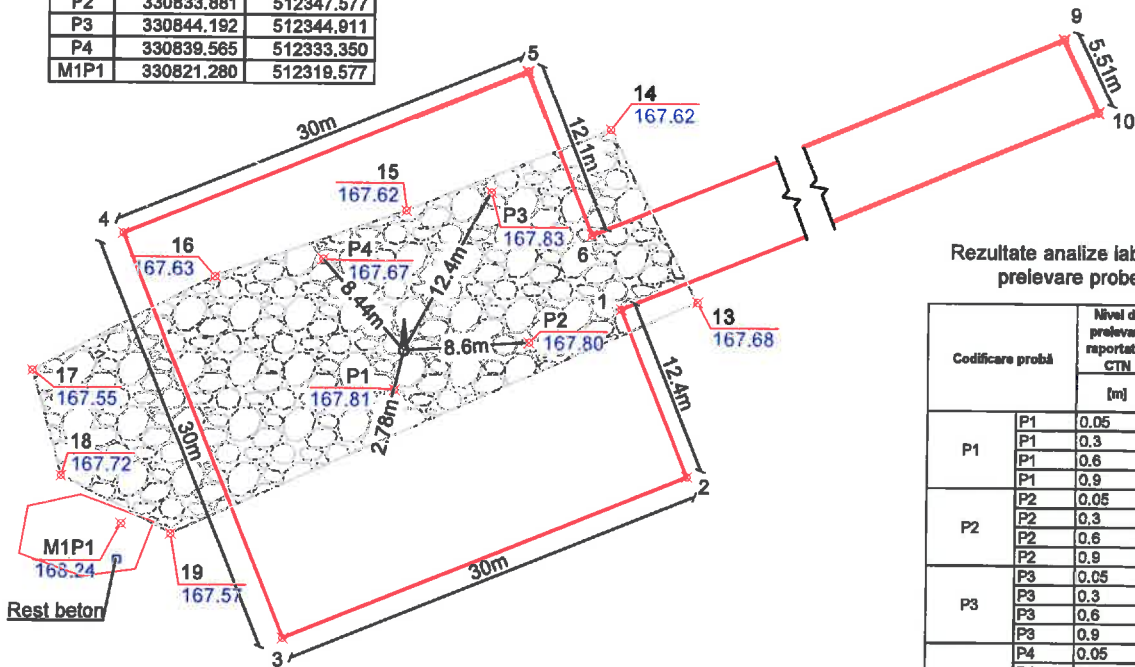 P2 330833.881 512347.577
P3 330844.192 512344.911
P4 330839.565 512333.350
M1P1 330821.280 512319.577
9
5.51m
10
5
30m
12.1m
14
167.62
15
167.62
P3
167.83
4
16
167.63
P4
167.67
12.4m
8.44m
6
1
13
167.68
P2
167.80
8.6m
P1
167.81
2.78m
12.4m
17
167.55
30m
18
167.72
2
M1P1
168.24
19
167.57
30m
Rest beton
3
Rezultate analize lab
prelevare probe
Codificare probă
Nivel d
prelevar
raportat
CTN
[m]
P1
P1 0.05
P1 0.3
P1 0.6
P1 0.9
P2
P2 0.05
P2 0.3
P2 0.6
P2 0.9
P3
P3 0.05
P3 0.3
P3 0.6
P3 0.9
P4 0.05